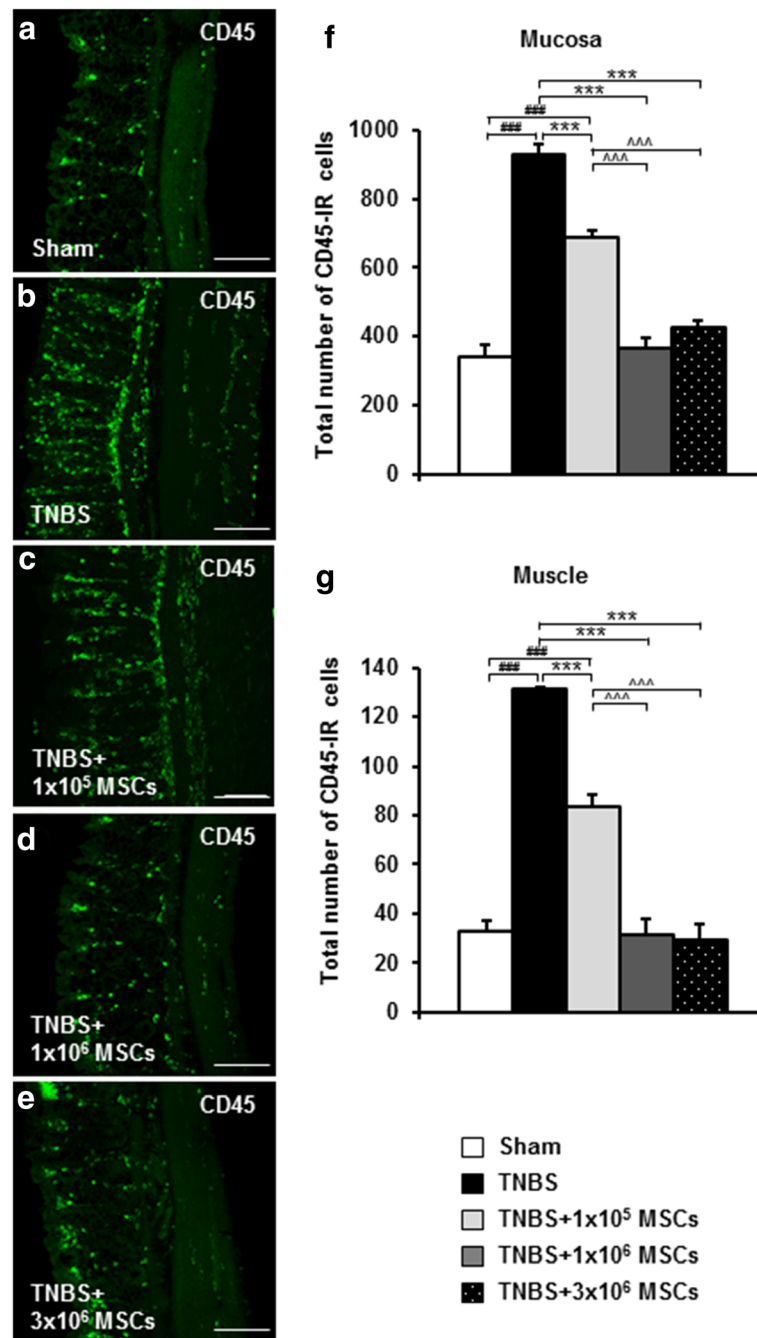 a
CD45
Sham
b
CD45
TNBS
c
CD45
TNBS+
1x10⁵ MSCs
d
CD45
TNBS+
1x10⁶ MSCs
e
CD45
TNBS+
3x10⁶ MSCs
f
Mucosa
***
***
###
### ***
^^^
^^^
Total number of CD45-IR cells
1000
800
600
400
200
0
g
Muscle
***
***
###
### ***
^^^
^^^
Total number of CD45-IR cells
140
120
100
80
60
40
20
0
Sham
TNBS
TNBS+1x10⁵ MSCs
TNBS+1x10⁶ MSCs
TNBS+3x10⁶ MSCs